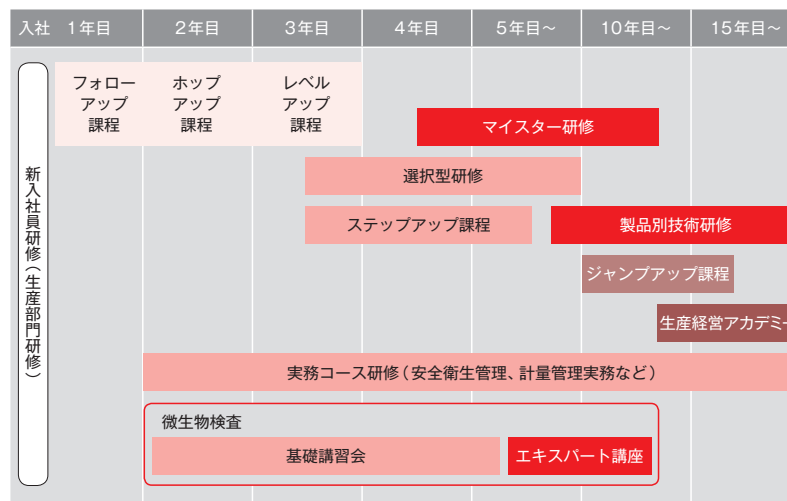 入社 1年目 2年目 3年目 4年目 5年目～ 10年目～ 15年目～
新入社員研修（生産部門研修）
フォロー
アップ
課程
ホップ
アップ
課程
レベル
アップ
課程
マイスター研修
選択型研修
ステップアップ課程
製品別技術研修
ジャンプアップ課程
生産経営アカデミー
実務コース研修（安全衛生管理、計量管理実務など）
微生物検査
基礎講習会
エキスパート講座